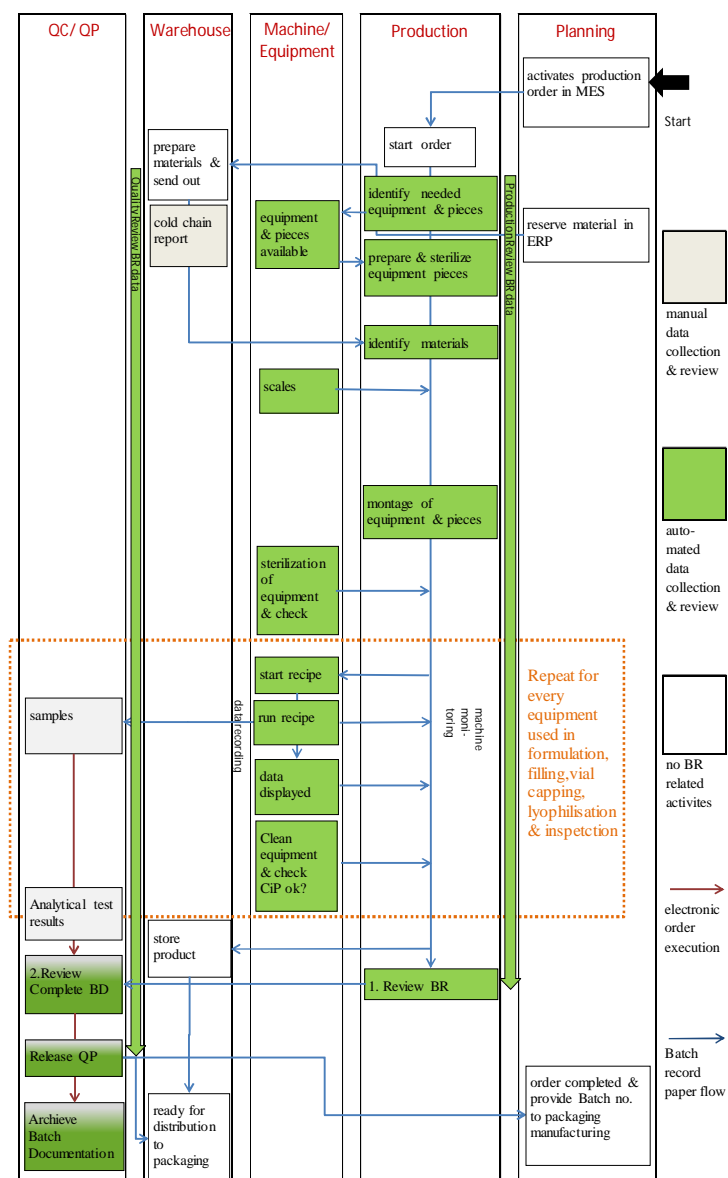 QC/ QP
Warehouse
Machine/
Equipment
Production
Planning
activates production
order in MES
Start
start order
prepare
materials &
send out
identify needed
equipment & pieces
cold chain
report
equipment
& pieces
available
reserve material in
ERP
prepare & sterilize
equipment pieces
Quality Review BR data
Production Review BR data
identify materials
manual
data
collection
& review
scales
montage of
equipment & pieces
sterilization
of
equipment
& check
auto-
mated
data
collection
& review
start recipe
samples
run recipe
data recording
machine
moni-
toring
data
displayed
Clean
equipment
& check
CiP ok?
Repeat for
every
equipment
used in
formulation,
filling,vial
capping,
lyophilisation
& inspetction
no BR
related
activites
Analytical test
results
electronic
order
execution
store
product
2.Review
Complete BD
1. Review BR
Release QP
Batch
record
paper flow
order completed &
provide Batch no.
to packaging
manufacturing
Archieve
Batch
Documentation
ready for
distribution
to
packaging